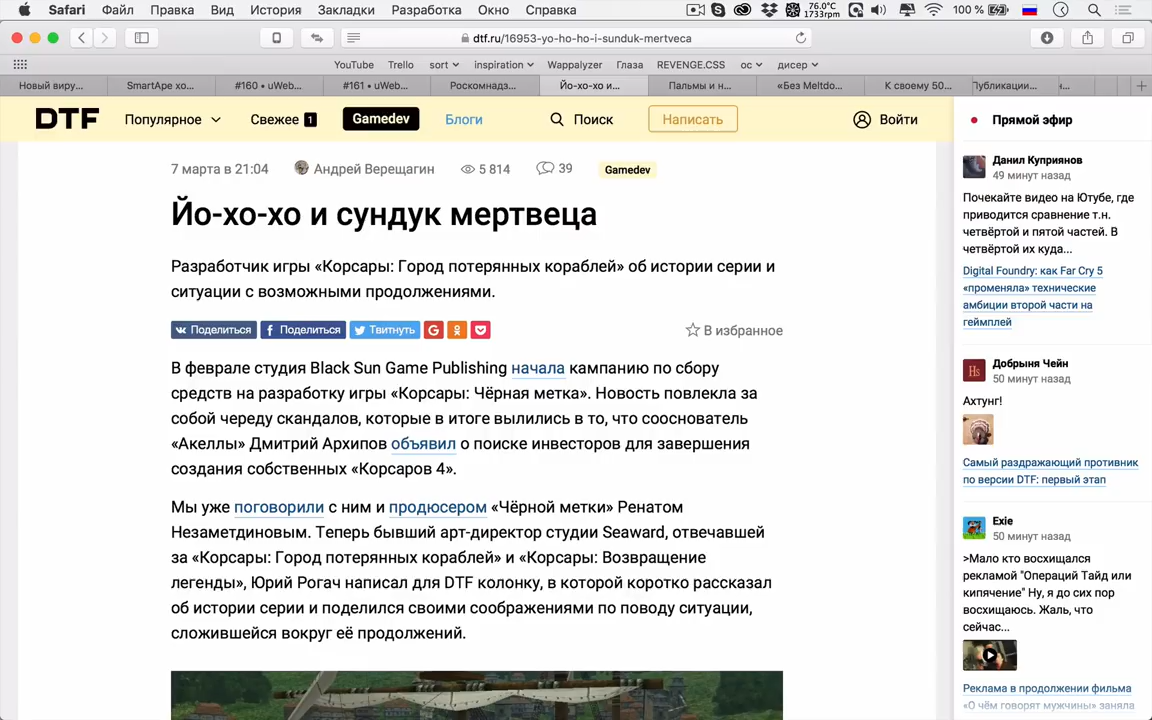 Safari Файл Правка Вид История Закладки Разработка Окно Справка 76.0°C 1733rpm 100 %
dtf.ru/16953-yo-ho-ho-i-sunduk-mertveca
YouTube Trello sort inspiration Wappalyzer Глаза REVENGE.CSS ос дисер
Новый виру... SmartApe хо... #160 • uWeb... #161 • uWeb... Роскомнадз... Йо-хо-хо и... Пальмы и н... «Без Meltdo... К своему 50... Публикации...
DTF Популярное Свежее 1 Gamedev Блоги Поиск Написать Войти
7 марта в 21:04 Андрей Верещагин 5 814 39 Gamedev
Йо-хо-хо и сундук мертвеца
Разработчик игры «Корсары: Город потерянных кораблей» об истории серии и
ситуации с возможными продолжениями.
Поделиться Поделиться Твитнуть В избранное
В феврале студия Black Sun Game Publishing начала кампанию по сбору
средств на разработку игры «Корсары: Чёрная метка». Новость повлекла за
собой череду скандалов, которые в итоге вылились в то, что сооснователь
«Акеллы» Дмитрий Архипов объявил о поиске инвесторов для завершения
создания собственных «Корсаров 4».
Мы уже поговорили с ним и продюсером «Чёрной метки» Ренатом
Незаметдиновым. Теперь бывший арт-директор студии Seaward, отвечавшей
за «Корсары: Город потерянных кораблей» и «Корсары: Возвращение
легенды», Юрий Рогач написал для DTF колонку, в которой коротко рассказал
об истории серии и поделился своими соображениями по поводу ситуации,
сложившейся вокруг её продолжений.
Прямой эфир
Данил Куприянов
49 минут назад
Почекайте видео на Ютубе, где
приводится сравнение т.н.
четвёртой и пятой частей. В
четвёртой их куда...
Digital Foundry: как Far Cry 5
«променяла» технические
амбиции второй части на
геймплей
Добрыня Чейн
50 минут назад
Ахтунг!
Самый раздражающий противник
по версии DTF: первый этап
Exie
50 минут назад
>Мало кто восхищался
рекламой "Операций Тайд или
кипячение" Ну, я до сих пор
восхищаюсь. Жаль, что
сейчас...
Реклама в продолжении фильма
«О чём говорят мужчины» заняла